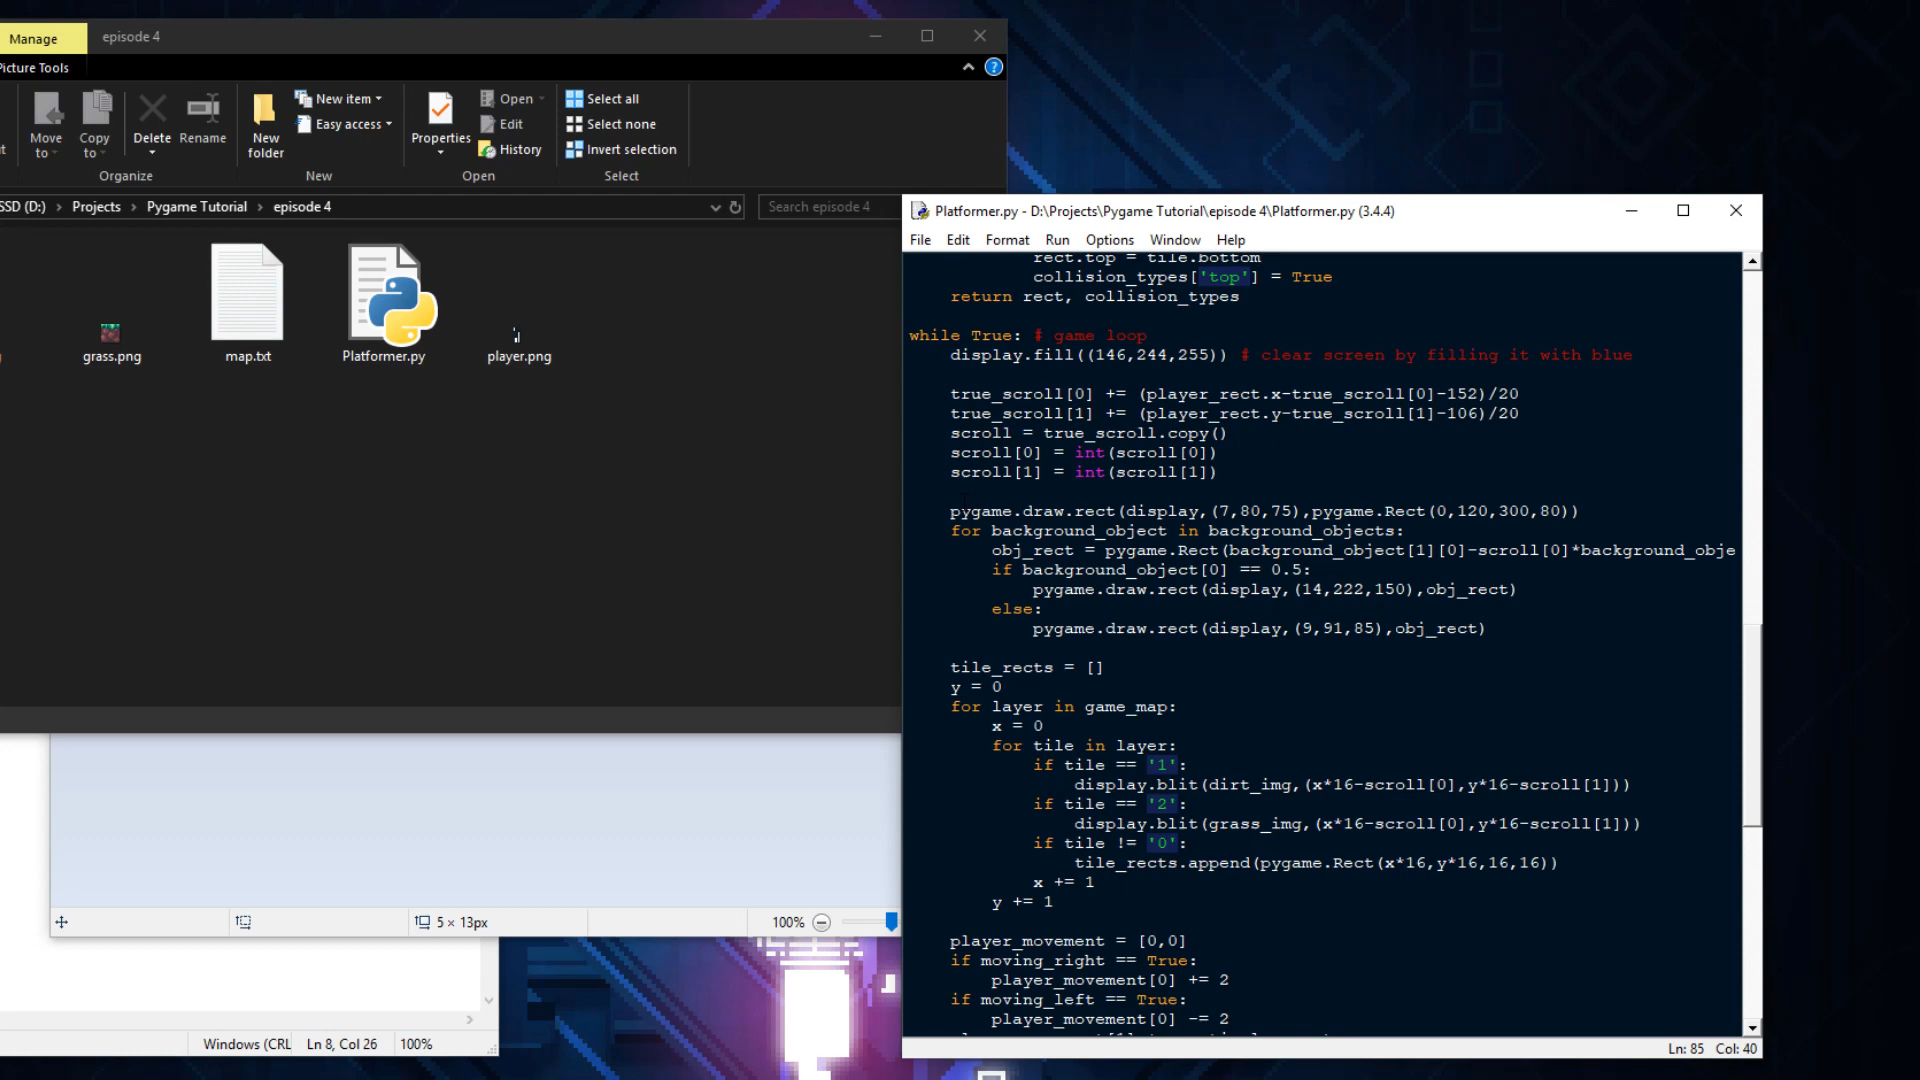 Manage
episode 4
Picture Tools
Move to
Copy to
Delete
Rename
New folder
New item
Easy access
Properties
Open
Edit
History
Select all
Select none
Invert selection
Organize
New
Open
Select
SSD (D:) > Projects > Pygame Tutorial > episode 4
Search episode 4
grass.png
map.txt
Platformer.py
player.png
5 × 13px
100%
Windows (CRL
Ln 8, Col 26
100%
Platformer.py - D:\Projects\Pygame Tutorial\episode 4\Platformer.py (3.4.4)
File Edit Format Run Options Window Help
rect.top = tile.bottom
collision_types['top'] = True
return rect, collision_types
while True: # game loop
display.fill((146,244,255)) # clear screen by filling it with blue
true_scroll[0] += (player_rect.x-true_scroll[0]-152)/20
true_scroll[1] += (player_rect.y-true_scroll[1]-106)/20
scroll = true_scroll.copy()
scroll[0] = int(scroll[0])
scroll[1] = int(scroll[1])
pygame.draw.rect(display,(7,80,75),pygame.Rect(0,120,300,80))
for background_object in background_objects:
obj_rect = pygame.Rect(background_object[1][0]-scroll[0]*background_obje
if background_object[0] == 0.5:
pygame.draw.rect(display,(14,222,150),obj_rect)
else:
pygame.draw.rect(display,(9,91,85),obj_rect)
tile_rects = []
y = 0
for layer in game_map:
x = 0
for tile in layer:
if tile == '1':
display.blit(dirt_img,(x*16-scroll[0],y*16-scroll[1]))
if tile == '2':
display.blit(grass_img,(x*16-scroll[0],y*16-scroll[1]))
if tile != '0':
tile_rects.append(pygame.Rect(x*16,y*16,16,16))
x += 1
y += 1
player_movement = [0,0]
if moving_right == True:
player_movement[0] += 2
if moving_left == True:
player_movement[0] -= 2
Ln: 85 Col: 40